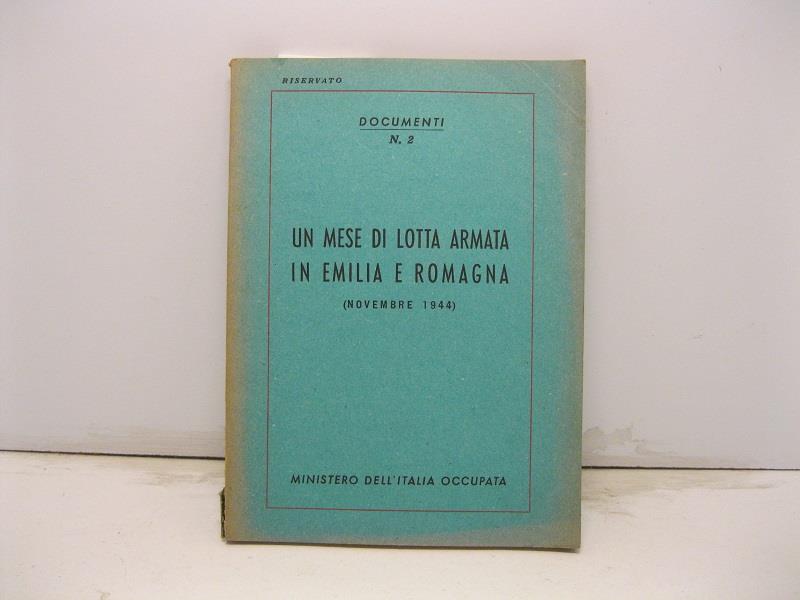 RISERVATO
DOCUMENTI
N. 2
UN MESE DI LOTTA ARMATA
IN EMILIA E ROMAGNA
(NOVEMBRE 1944)
MINISTERO DELL'ITALIA OCCUPATA